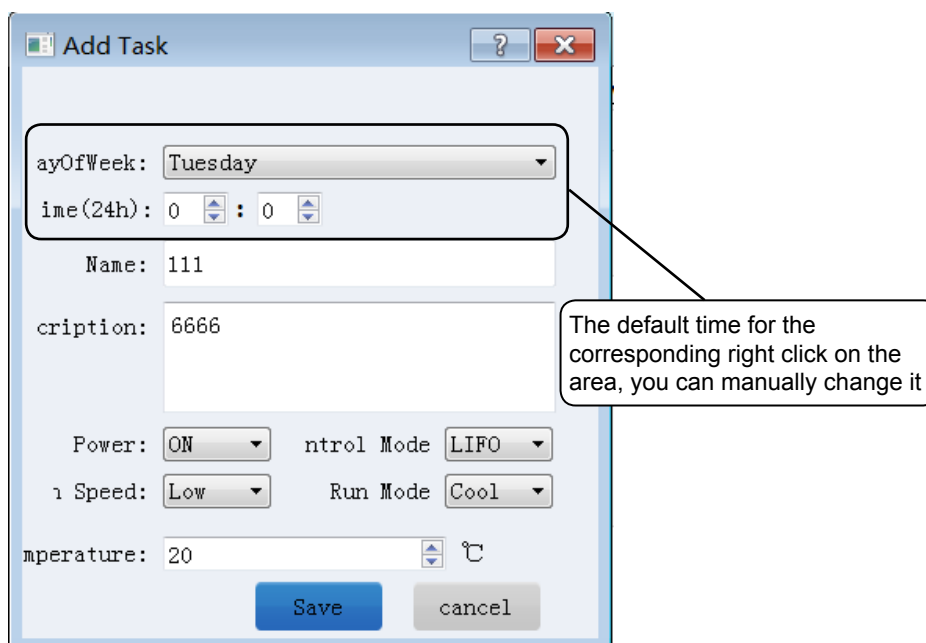 Add Task
ayOfWeek: Tuesday
ime(24h): 0 : 0
Name: 111
cription: 6666
Power: ON ntrol Mode LIFO
Speed: Low Run Mode Cool
mperature: 20 ℃
Save cancel
The default time for the
corresponding right click on the
area, you can manually change it